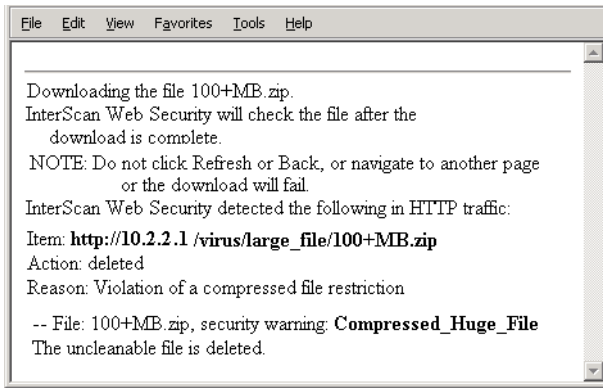 File Edit View Favorites Tools Help
Downloading the file 100+MB.zip.
InterScan Web Security will check the file after the
download is complete.
NOTE: Do not click Refresh or Back, or navigate to another page
or the download will fail.
InterScan Web Security detected the following in HTTP traffic:
Item: http://10.2.2.1 /virus/large_file/100+MB.zip
Action: deleted
Reason: Violation of a compressed file restriction
-- File: 100+MB.zip, security warning: Compressed_Huge_File
The uncleanable file is deleted.